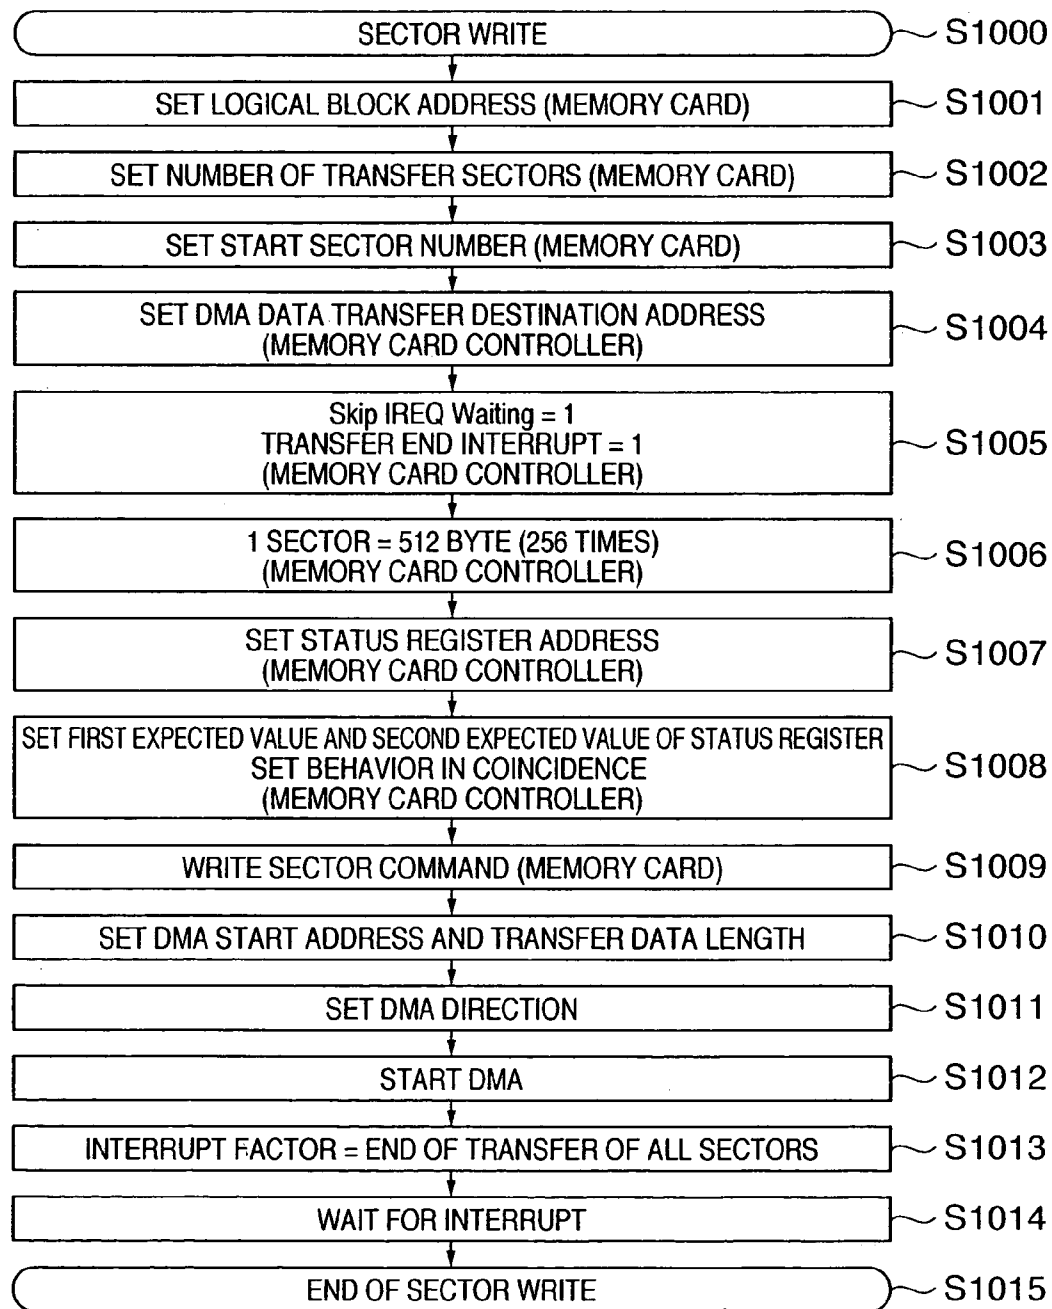 SECTOR WRITE
S1000
SET LOGICAL BLOCK ADDRESS (MEMORY CARD)
S1001
SET NUMBER OF TRANSFER SECTORS (MEMORY CARD)
S1002
SET START SECTOR NUMBER (MEMORY CARD)
S1003
SET DMA DATA TRANSFER DESTINATION ADDRESS
(MEMORY CARD CONTROLLER)
S1004
Skip IREQ Waiting = 1
TRANSFER END INTERRUPT = 1
(MEMORY CARD CONTROLLER)
S1005
1 SECTOR = 512 BYTE (256 TIMES)
(MEMORY CARD CONTROLLER)
S1006
SET STATUS REGISTER ADDRESS
(MEMORY CARD CONTROLLER)
S1007
SET FIRST EXPECTED VALUE AND SECOND EXPECTED VALUE OF STATUS REGISTER
SET BEHAVIOR IN COINCIDENCE
(MEMORY CARD CONTROLLER)
S1008
WRITE SECTOR COMMAND (MEMORY CARD)
S1009
SET DMA START ADDRESS AND TRANSFER DATA LENGTH
S1010
SET DMA DIRECTION
S1011
START DMA
S1012
INTERRUPT FACTOR = END OF TRANSFER OF ALL SECTORS
S1013
WAIT FOR INTERRUPT
S1014
END OF SECTOR WRITE
S1015